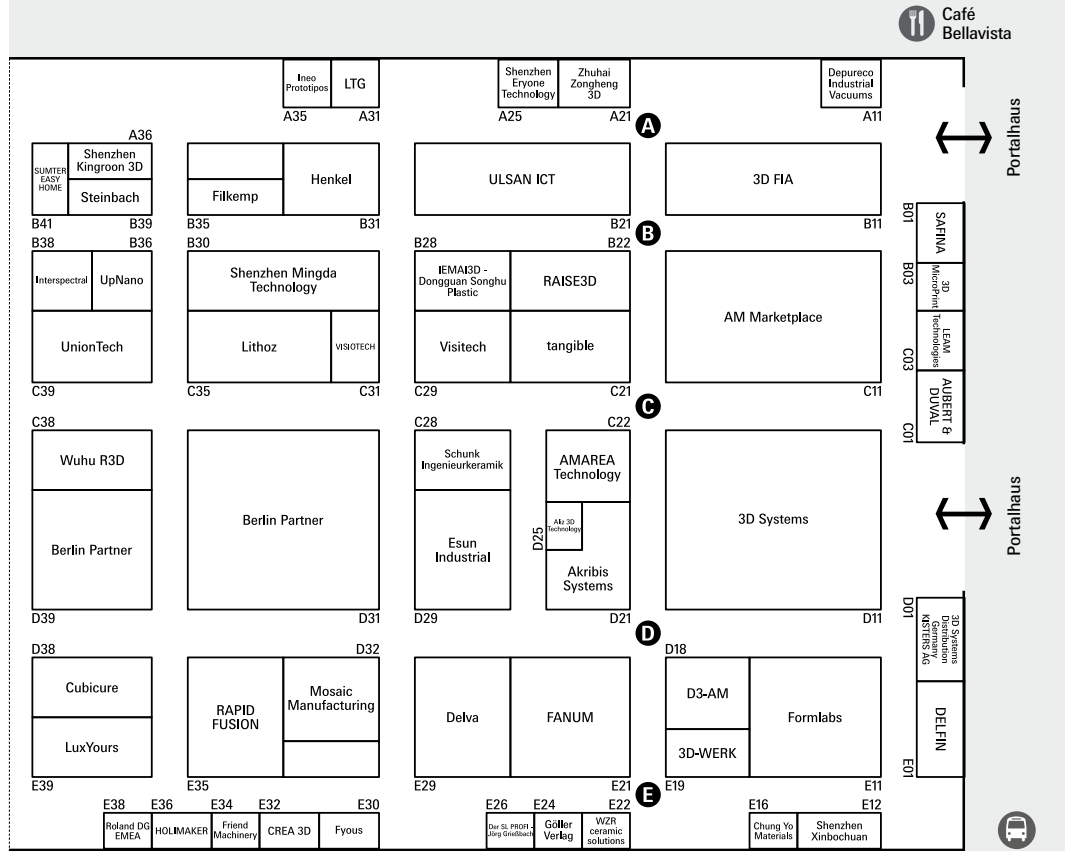 Café
Bellavista
Ineo
Prototipos
LTG
Shenzhen
Eryone
Technology
Zhuhai
Zongheng
3D
Depureco
Industrial
Vacuums
A35
A31
A25
A21
A11
A
Portalhaus
A36
SUMTER
EASY
HOME
Shenzhen
Kingroon 3D
Steinbach
Filkemp
Henkel
ULSAN ICT
3D FIA
B41
B39
B35
B31
B21
B11
B
B01
SAFINA
B38
B36
B30
B28
B22
B03
3D
MicroPrint
Interspectral
UpNano
Shenzhen Mingda
Technology
IEMAI3D -
Dongguan Songhu
Plastic
RAISE3D
AM Marketplace
UnionTech
Lithoz
VISIOTECH
Visitech
tangible
LEAM
Technologies
C03
C39
C35
C31
C29
C21
C11
C
AUBERT &
DUVAL
C01
C38
C28
C22
Wuhu R3D
Schunk
Ingenieurkeramik
AMAREA
Technology
Berlin Partner
Berlin Partner
Esun
Industrial
D25
Aliz 3D
Technology
Akribis
Systems
3D Systems
Portalhaus
D39
D31
D29
D21
D11
D
D01
3D Systems
Distribution
Germany
KISTERS AG
D38
D32
D18
Cubicure
LuxYours
RAPID
FUSION
Mosaic
Manufacturing
Delva
FANUM
D3-AM
3D-WERK
Formlabs
DELFIN
E01
E39
E35
E29
E21
E19
E11
E
E38
E36
E34
E32
E30
E26
E24
E22
E16
E12
Roland DG
EMEA
HOLIMAKER
Friend
Machinery
CREA 3D
Fyous
Der SL PROFI -
Jörg Grießbach
Göller
Verlag
WZR
ceramic
solutions
Chung Yo
Materials
Shenzhen
Xinbochuan